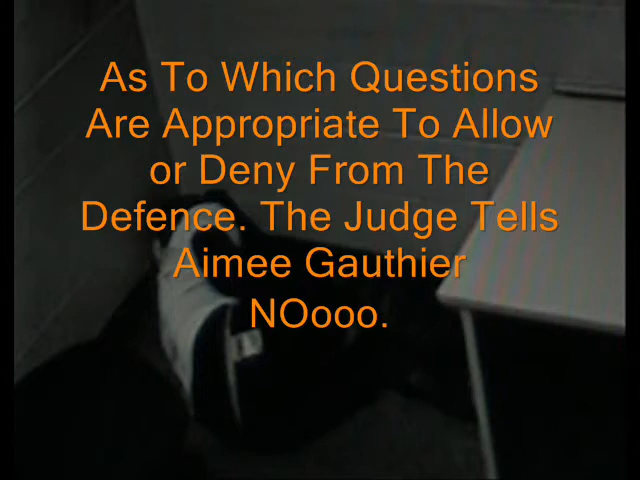 As To Which Questions
Are Appropriate To Allow
or Deny From The
Defence. The Judge Tells
Aimee Gauthier
NOooo.